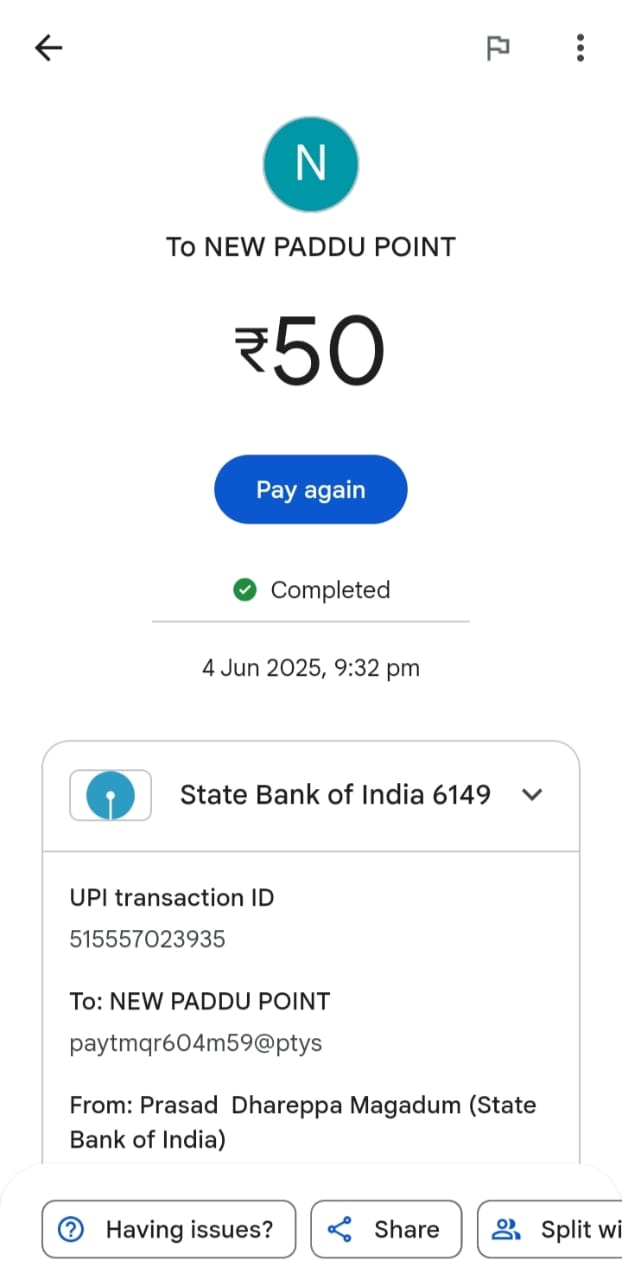 N
To NEW PADDU POINT
₹50
Pay again
Completed
4 Jun 2025, 9:32 pm
State Bank of India 6149
UPI transaction ID
515557023935
To: NEW PADDU POINT
paytmqr604m59@ptys
From: Prasad  Dhareppa Magadum (State
Bank of India)
Having issues?
Share
Split wi